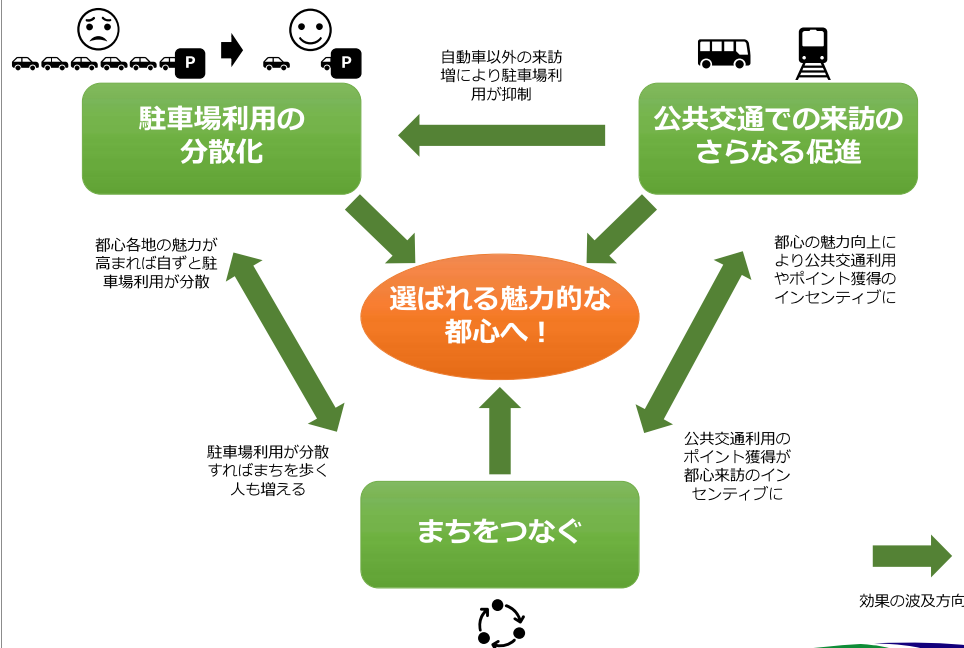 P
P
自動車以外の来訪
増により駐車場利
用が抑制
駐車場利用の
分散化
公共交通での来訪の
さらなる促進
都心各地の魅力が
高まれば自ずと駐
車場利用が分散
都心の魅力向上に
より公共交通利用
やポイント獲得の
インセンティブに
選ばれる魅力的な
都心へ！
駐車場利用が分散
すればまちを歩く
人も増える
公共交通利用の
ポイント獲得が
都心来訪のイン
センティブに
まちをつなぐ
効果の波及方向